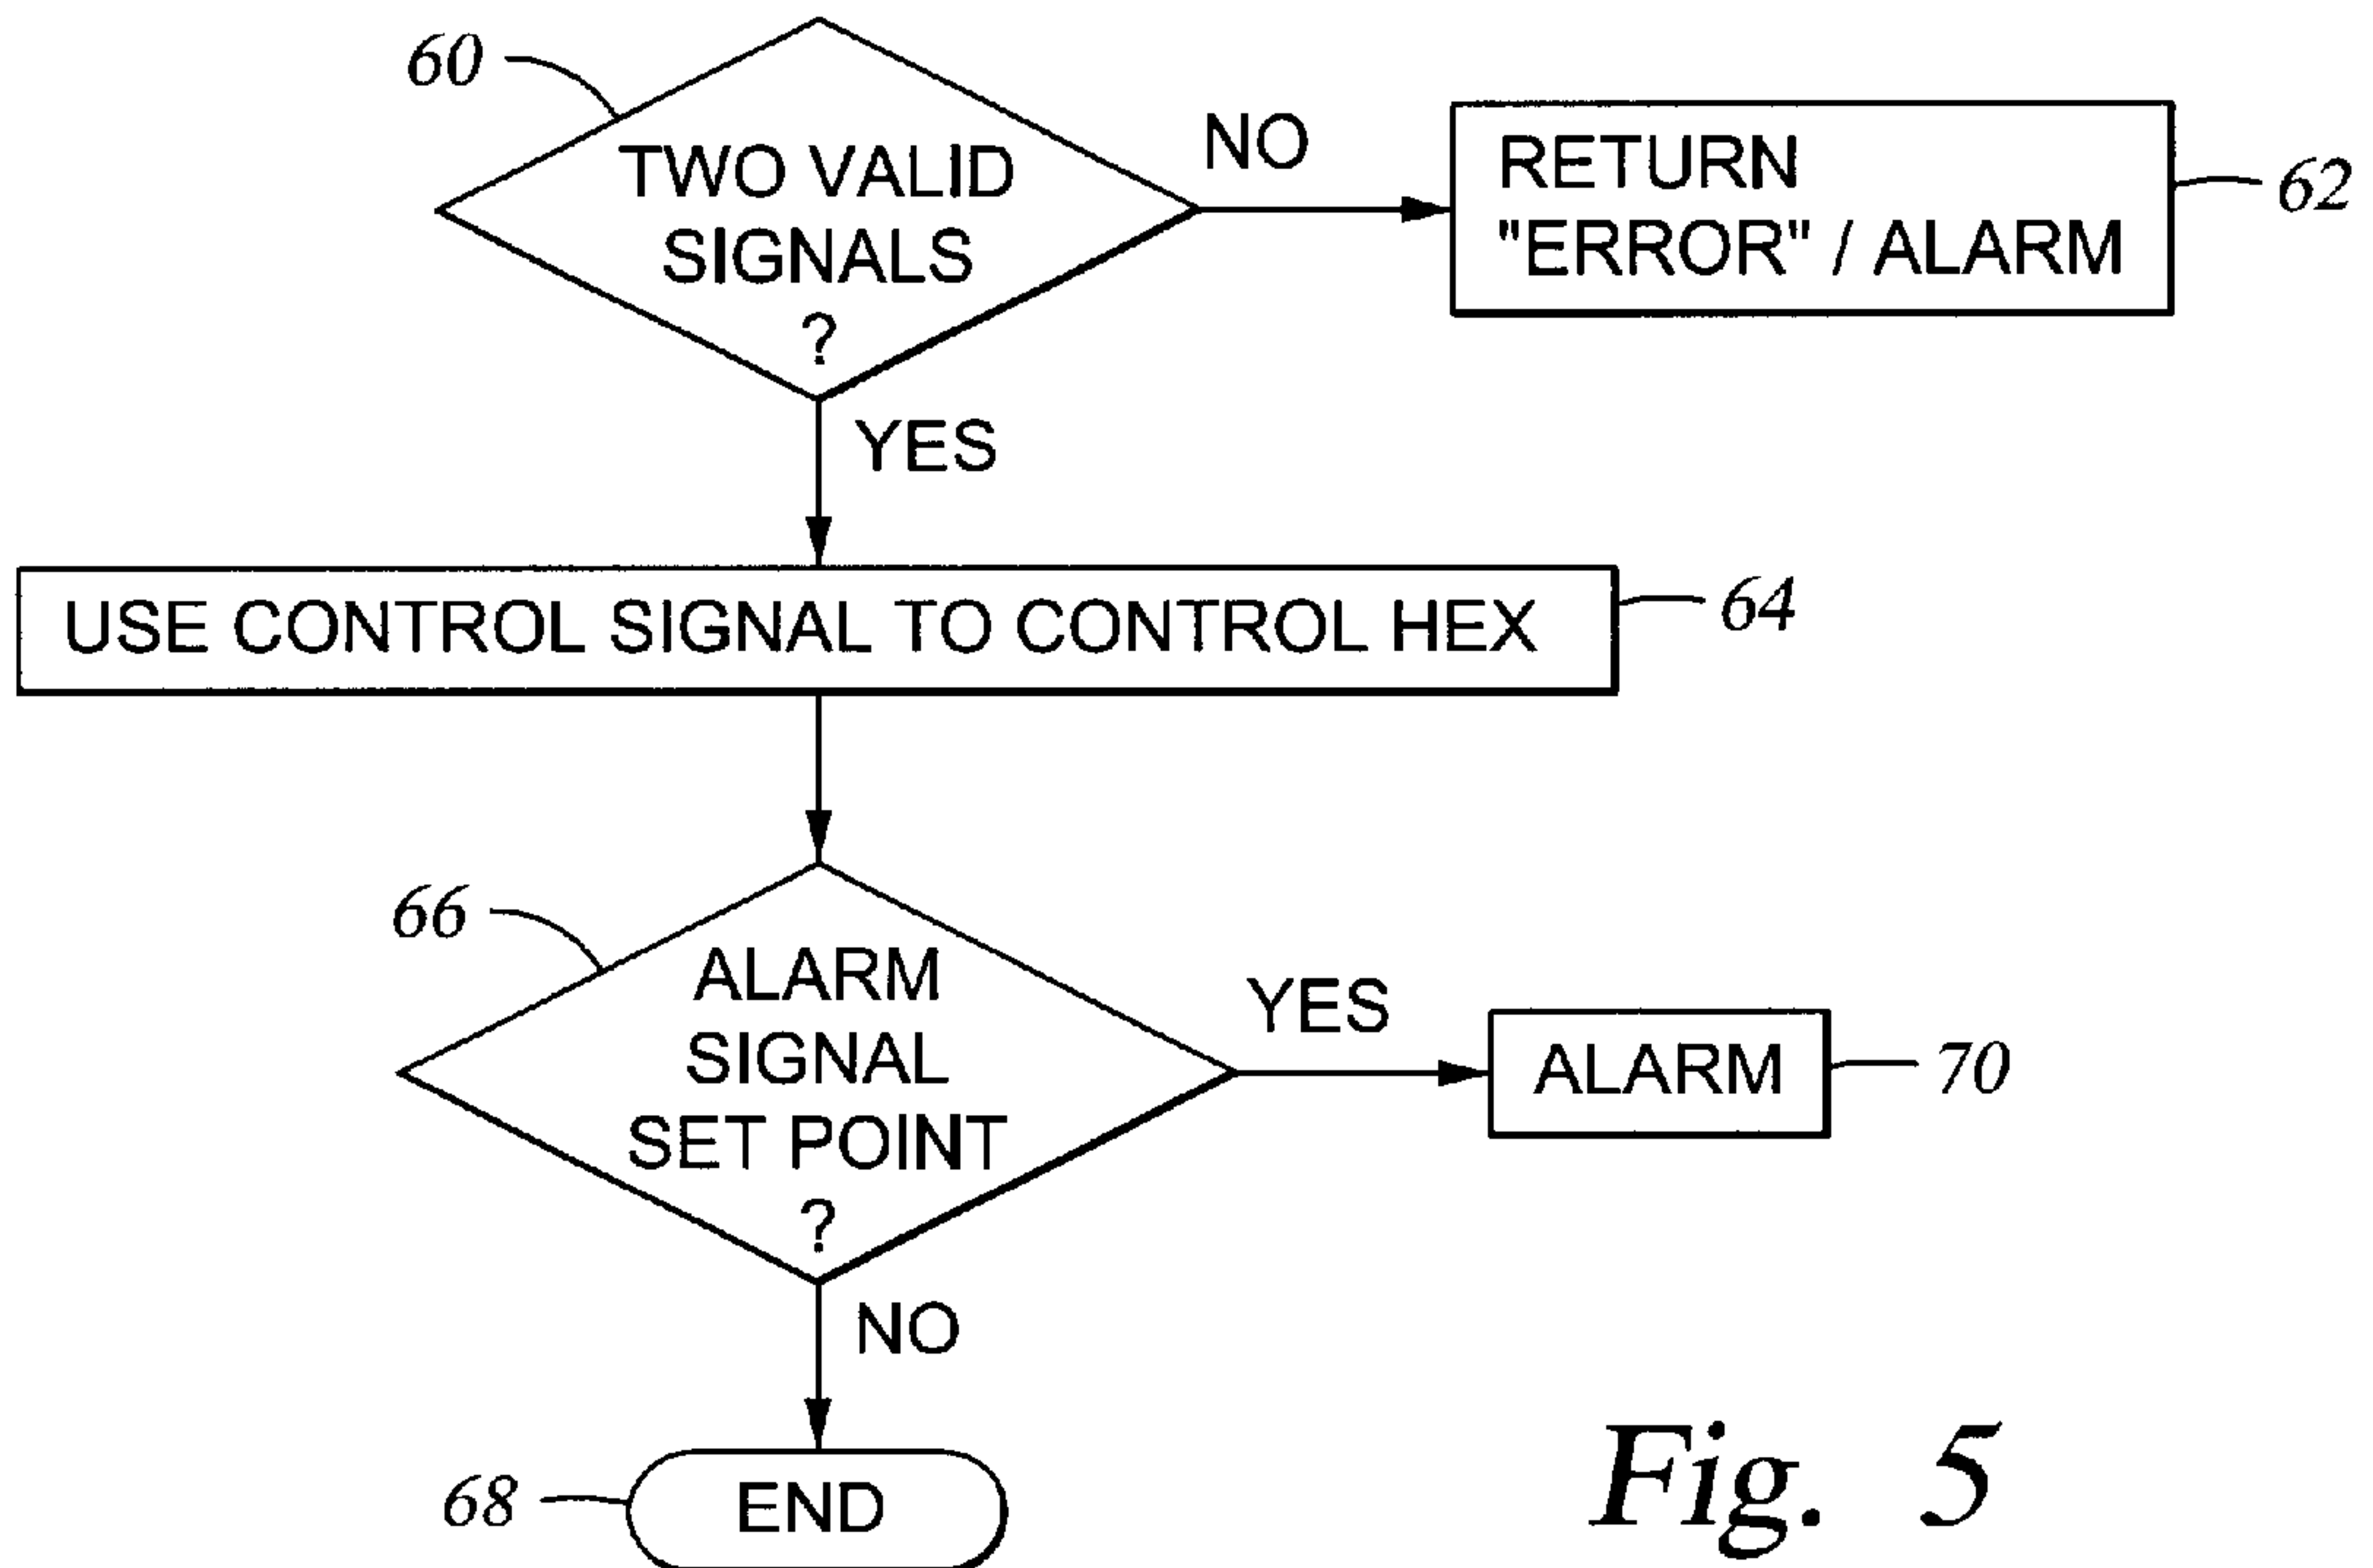 60
TWO VALID
SIGNALS
?
NO
RETURN
"ERROR" / ALARM
62
YES
USE CONTROL SIGNAL TO CONTROL HEX
64
66
ALARM
SIGNAL
SET POINT
?
YES
ALARM
70
NO
68
END
Fig. 5